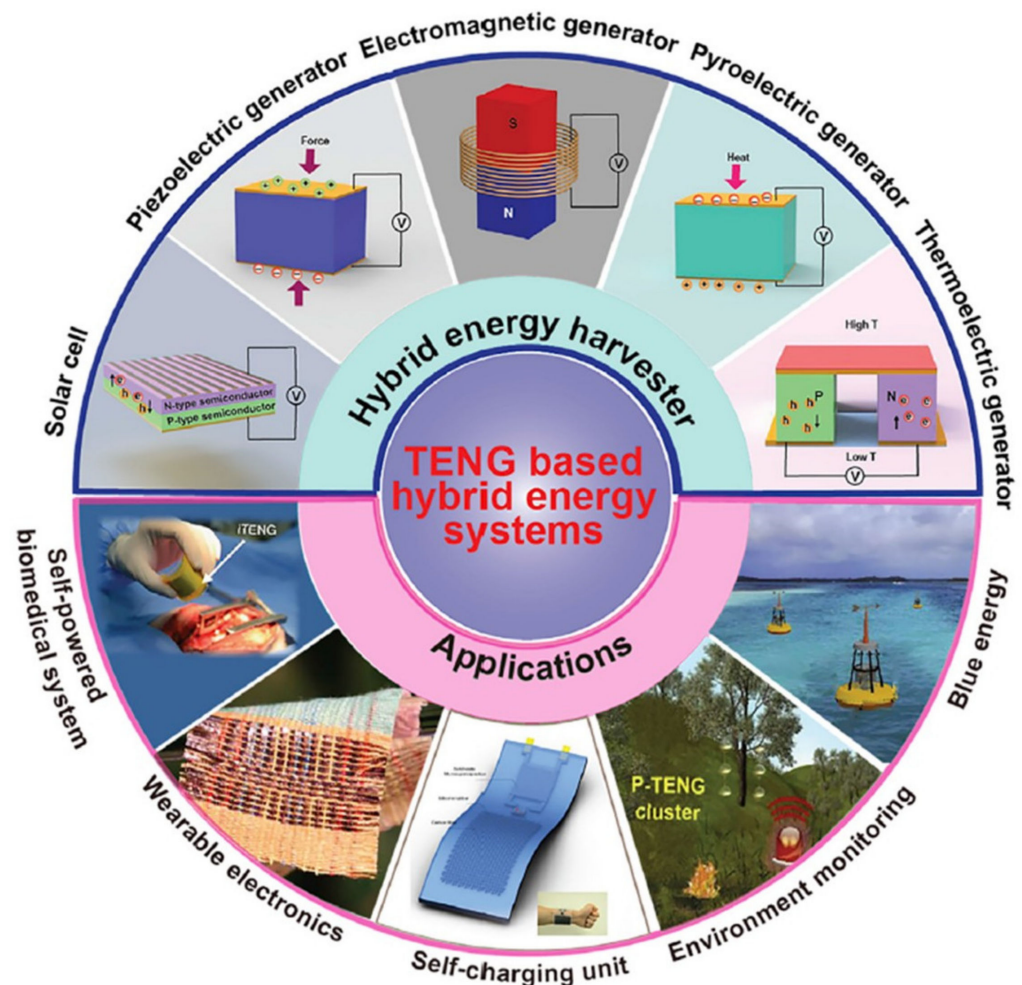 Electromagnetic generator
Piezoelectric generator
Pyroelectric generator
Solar cell
Thermoelectric generator
Force
V
S
N
V
Heat
V
N-type semiconductor
P-type semiconductor
e
h
e
h
V
High T
P
N
h
h
h
h
e
e
e
e
Low T
V
Hybrid energy harvester
TENG based
hybrid energy
systems
Applications
iTENG
Self-powered
biomedical system
Wearable electronics
Self-charging unit
P-TENG
cluster
Environment monitoring
Blue energy